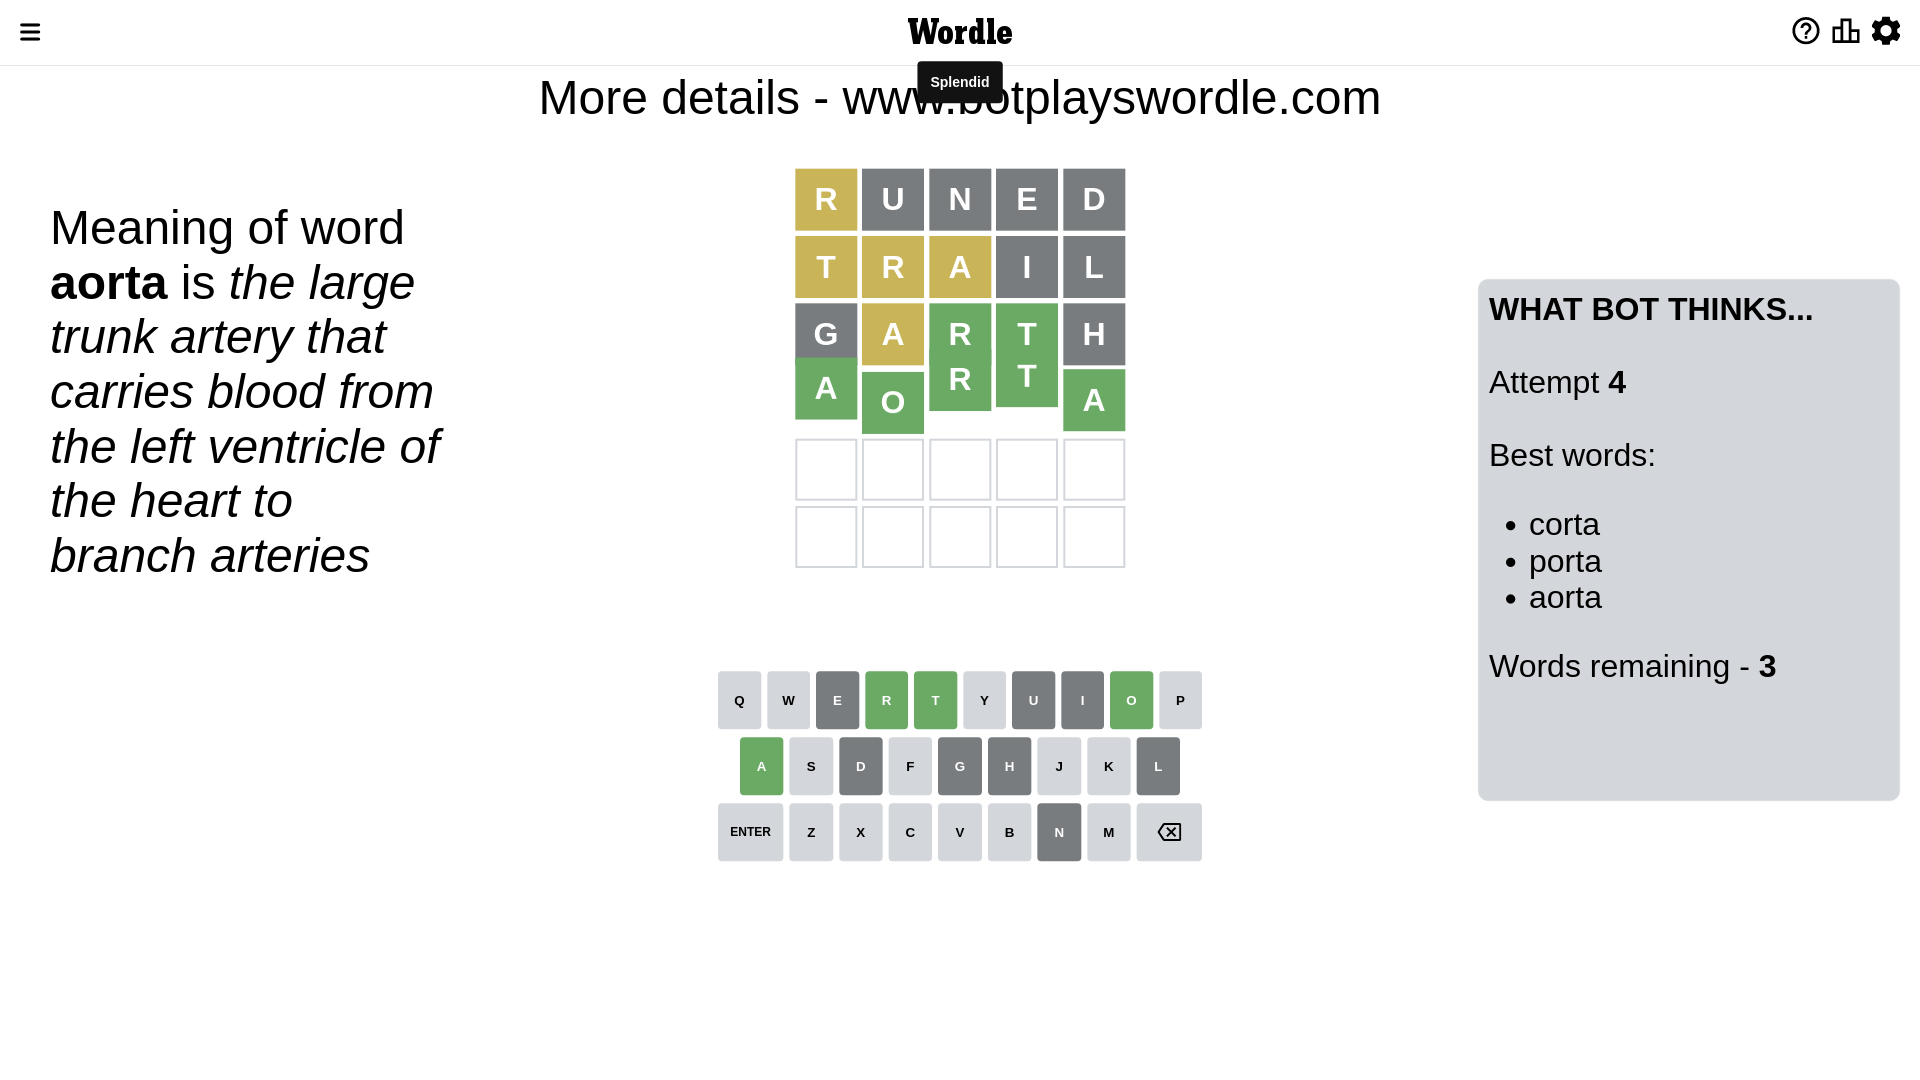 Wordle
Splendid
More details - www.botplayswordle.com
Meaning of word
aorta is the large
trunk artery that
carries blood from
the left ventricle of
the heart to
branch arteries
R U N E D
T R A I L
G A R T H
A O R T A
WHAT BOT THINKS...
Attempt 4
Best words:
• corta
• porta
• aorta
Words remaining - 3
Q W E R T Y U I O P
A S D F G H J K L
ENTER Z X C V B N M